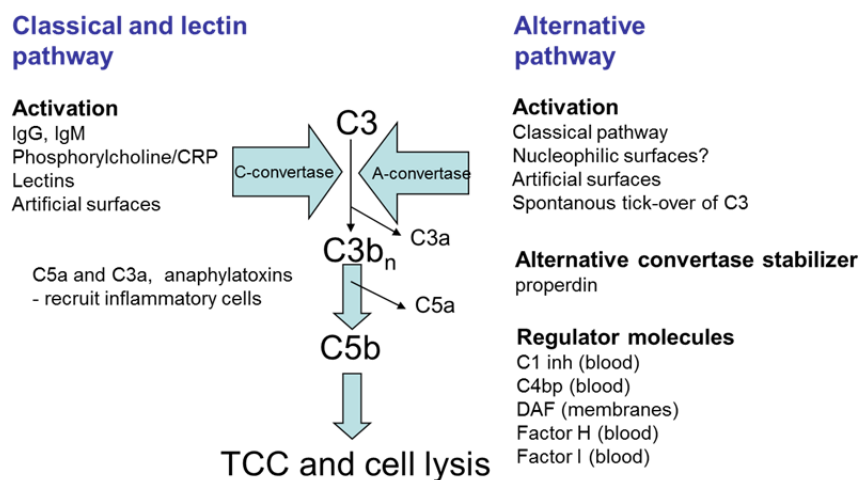 Classical and lectin
pathway
Activation
IgG, IgM
Phosphorylcholine/CRP
Lectins
Artificial surfaces
C5a and C3a, anaphylatoxins
- recruit inflammatory cells
C3
C-convertase
A-convertase
C3a
C3bn
C5a
C5b
TCC and cell lysis
Alternative
pathway
Activation
Classical pathway
Nucleophilic surfaces?
Artificial surfaces
Spontanous tick-over of C3
Alternative convertase stabilizer
properdin
Regulator molecules
C1 inh (blood)
C4bp (blood)
DAF (membranes)
Factor H (blood)
Factor I (blood)